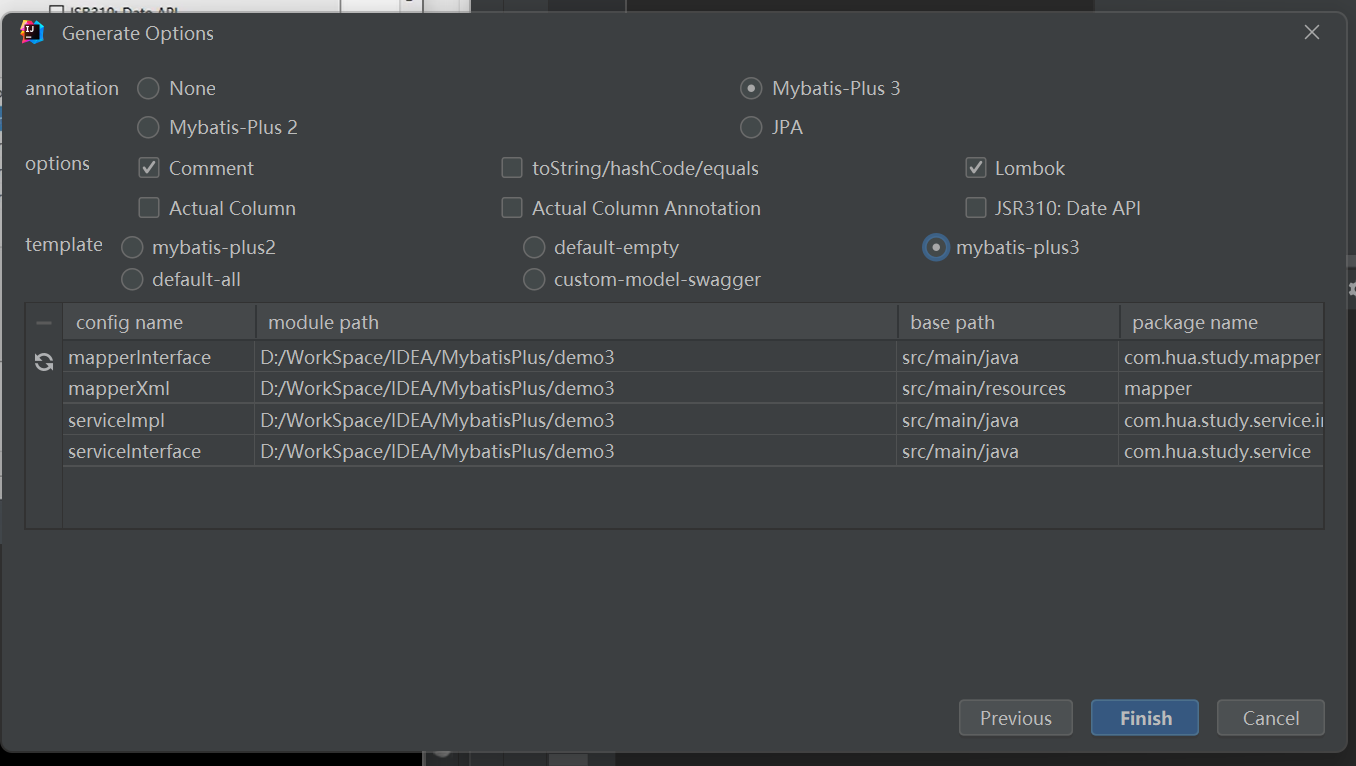 Generate Options
annotation None Mybatis-Plus 3
Mybatis-Plus 2 JPA
options Comment toString/hashCode/equals Lombok
Actual Column Actual Column Annotation JSR310: Date API
template mybatis-plus2 default-empty mybatis-plus3
default-all custom-model-swagger
config name module path base path package name
mapperInterface D:/WorkSpace/IDEA/MybatisPlus/demo3 src/main/java com.hua.study.mapper
mapperXml D:/WorkSpace/IDEA/MybatisPlus/demo3 src/main/resources mapper
serviceImpl D:/WorkSpace/IDEA/MybatisPlus/demo3 src/main/java com.hua.study.service.i
serviceInterface D:/WorkSpace/IDEA/MybatisPlus/demo3 src/main/java com.hua.study.service
Previous Finish Cancel